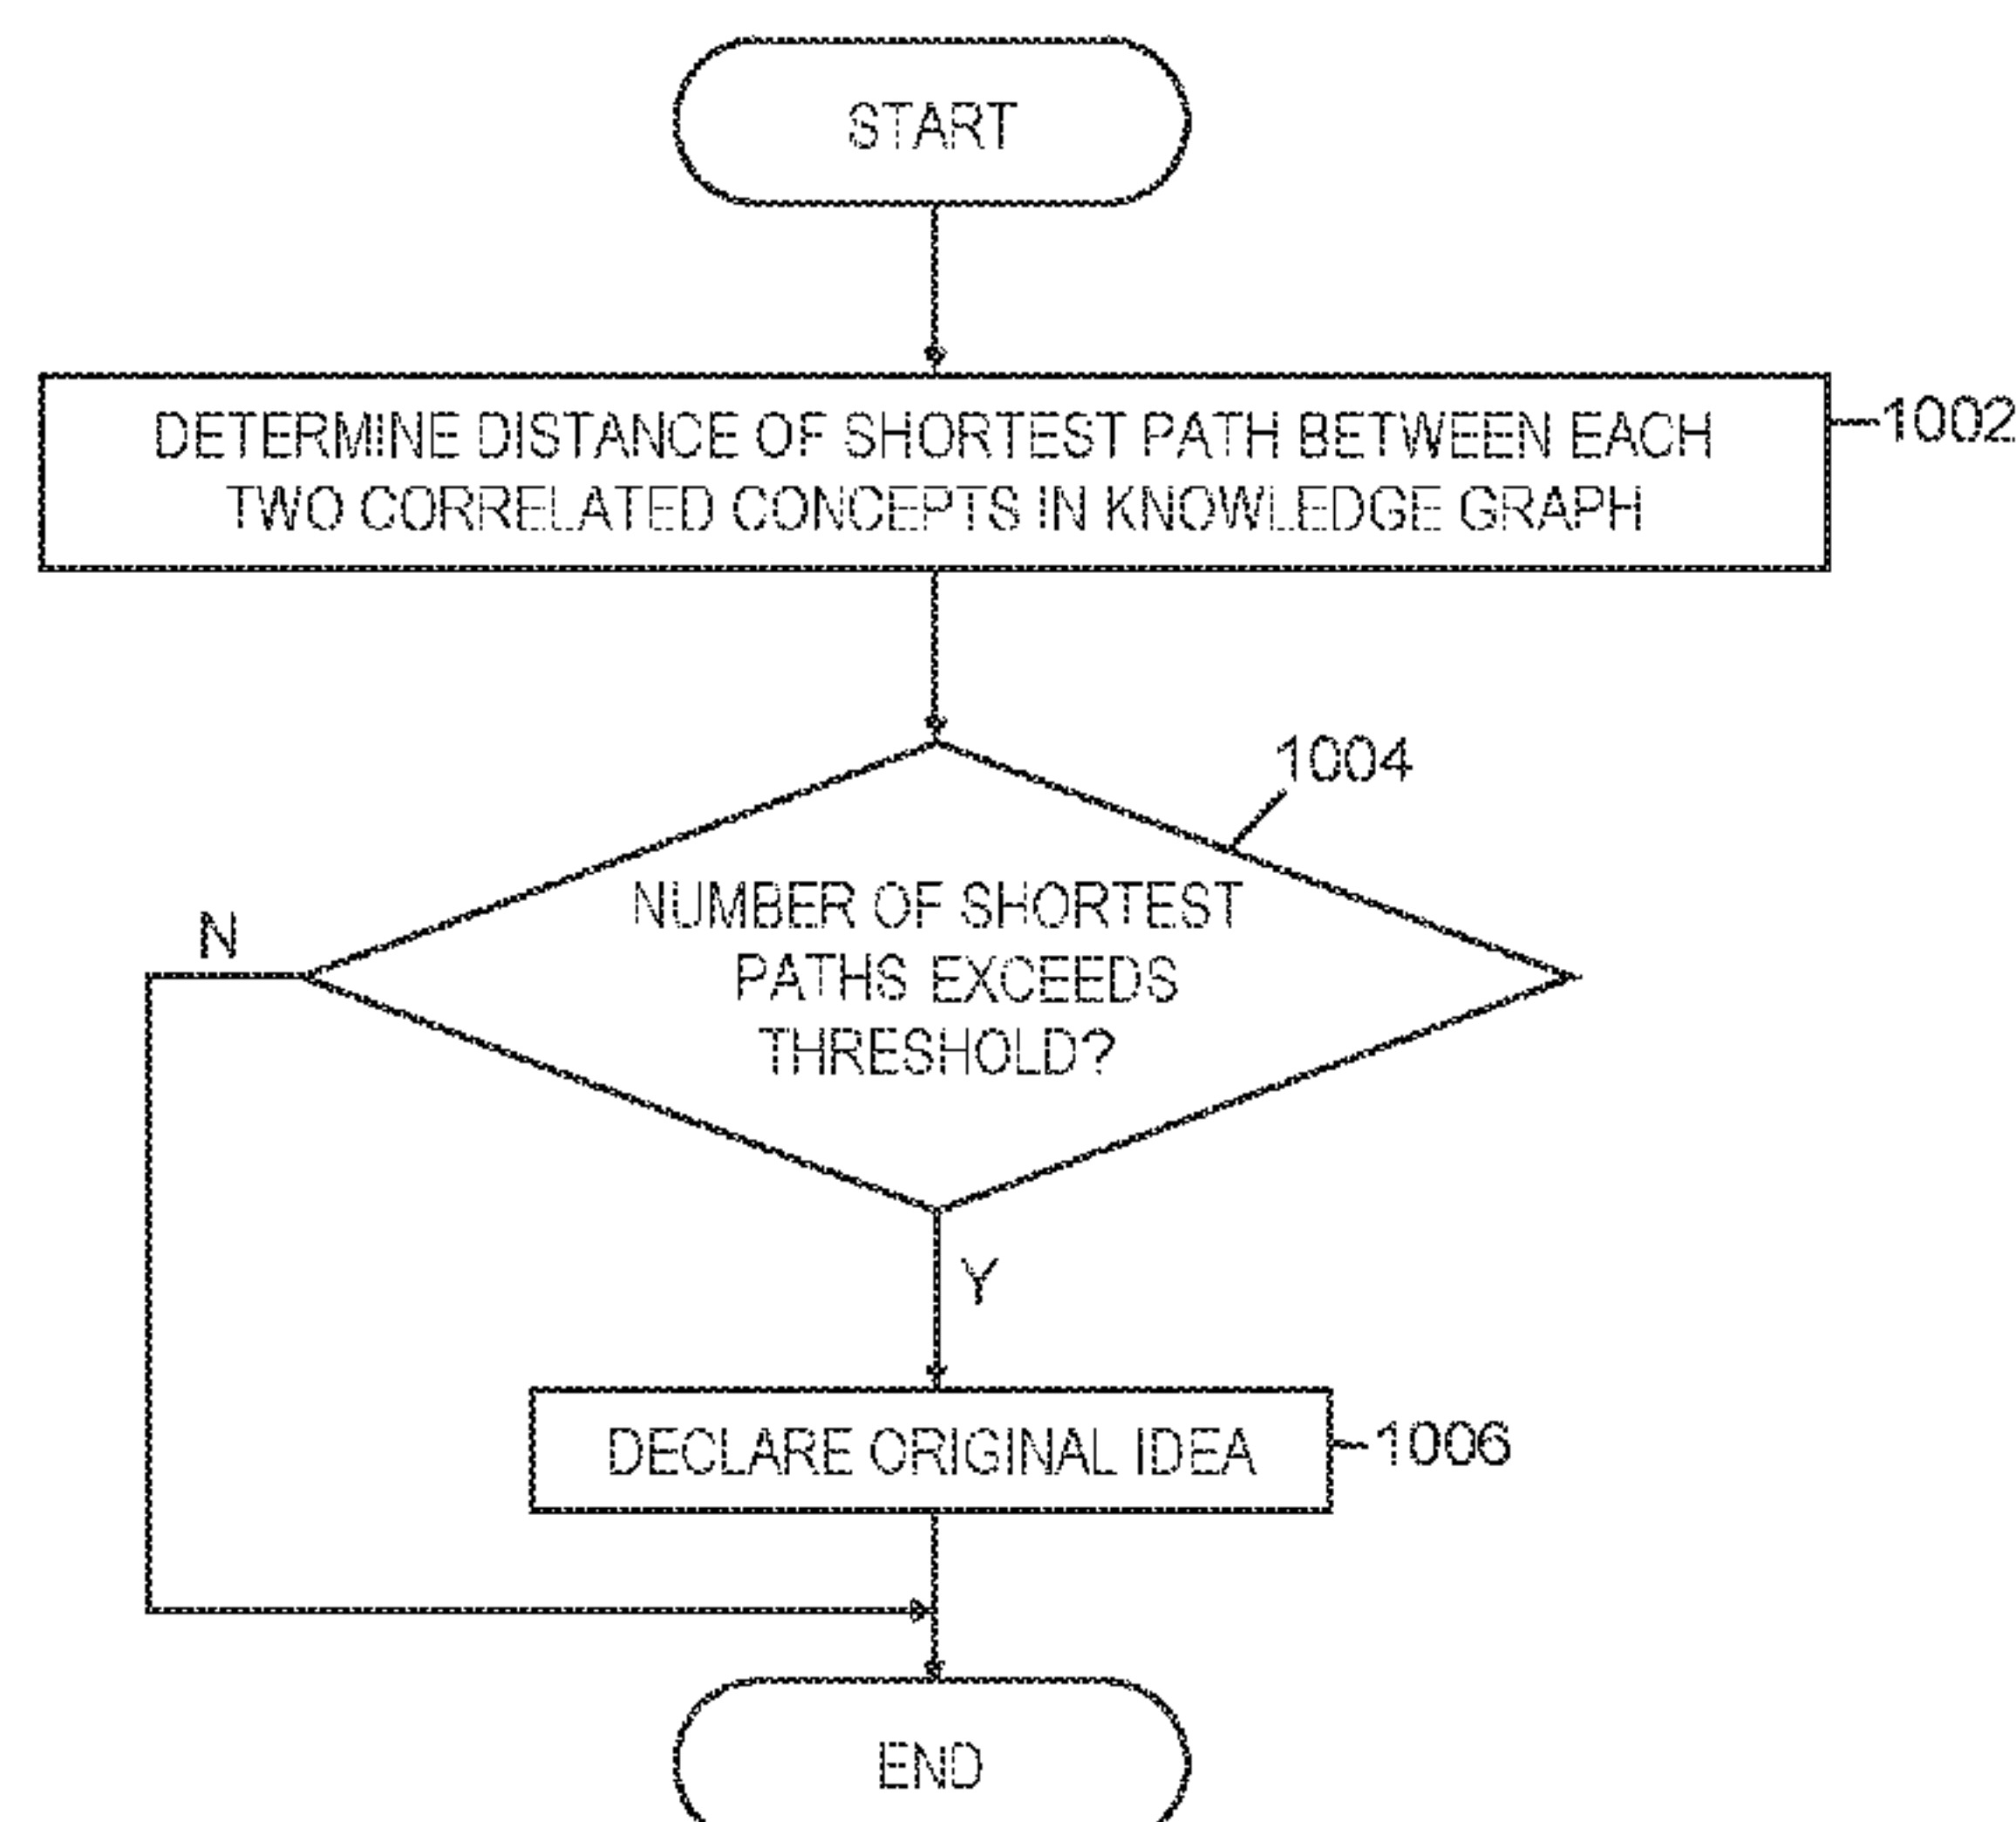 START
DETERMINE DISTANCE OF SHORTEST PATH BETWEEN EACH
TWO CORRELATED CONCEPTS IN KNOWLEDGE GRAPH
1002
1004
NUMBER OF SHORTEST
PATHS EXCEEDS
THRESHOLD?
N
Y
DECLARE ORIGINAL IDEA
1006
END